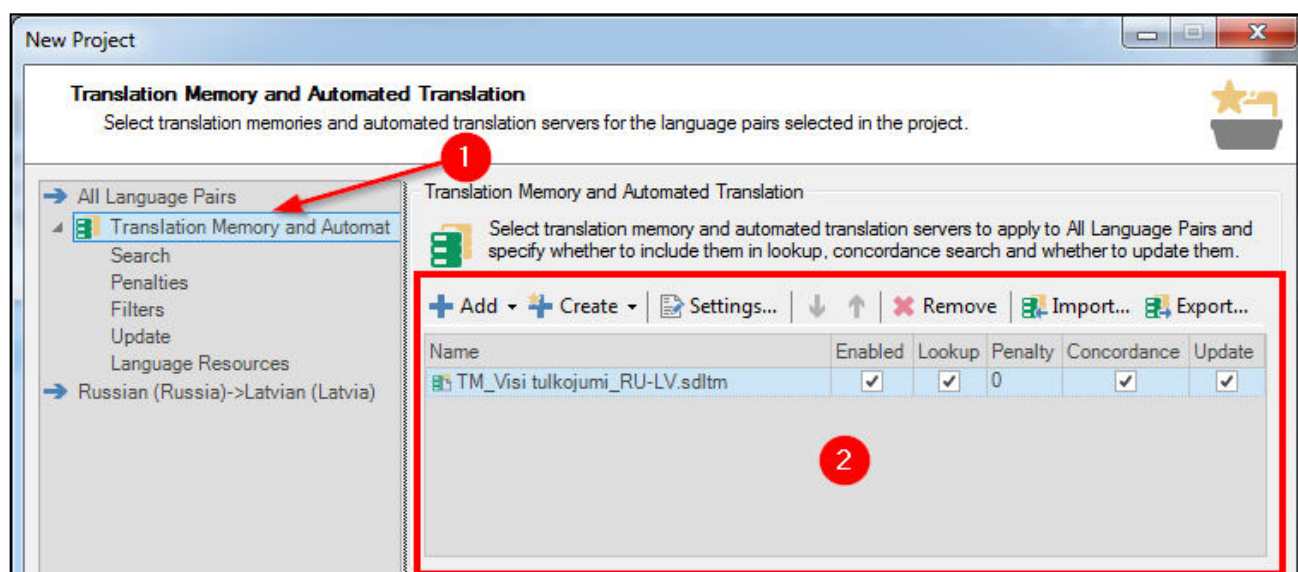 New Project
Translation Memory and Automated Translation
Select translation memories and automated translation servers for the language pairs selected in the project.
1
All Language Pairs
Translation Memory and Automat
Search
Penalties
Filters
Update
Language Resources
Russian (Russia)->Latvian (Latvia)
Translation Memory and Automated Translation
Select translation memory and automated translation servers to apply to All Language Pairs and
specify whether to include them in lookup, concordance search and whether to update them.
Add Create Settings... Remove Import... Export...
Name Enabled Lookup Penalty Concordance Update
TM_Visi tulkojumi_RU-LV.sdltm 0
2